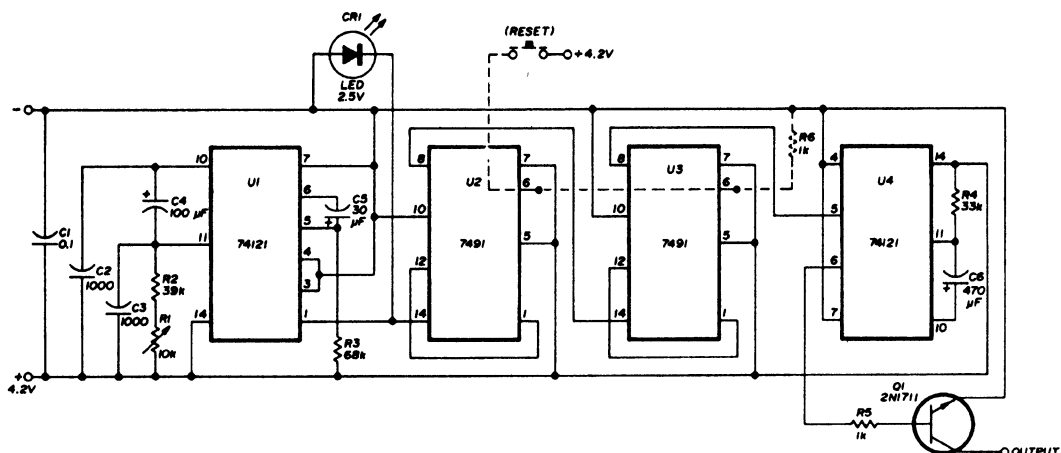 CR1
LED
2.5V
(RESET)
+4.2V
-
R6
1k
10
7
U1
C4
100 µF
+
6
C5
30
µF
+
5
11
74121
4
3
C1
0.1
C2
1000
C3
1000
R2
39k
R1
10k
14
1
R3
68k
+
4.2V
8
7
U2
6
10
5
7491
12
14
1
8
7
U3
6
10
5
7491
12
14
1
4
14
U4
R4
33k
5
11
74121
6
C6
470
µF
+
7
10
Q1
2N1711
R5
1k
OUTPUT